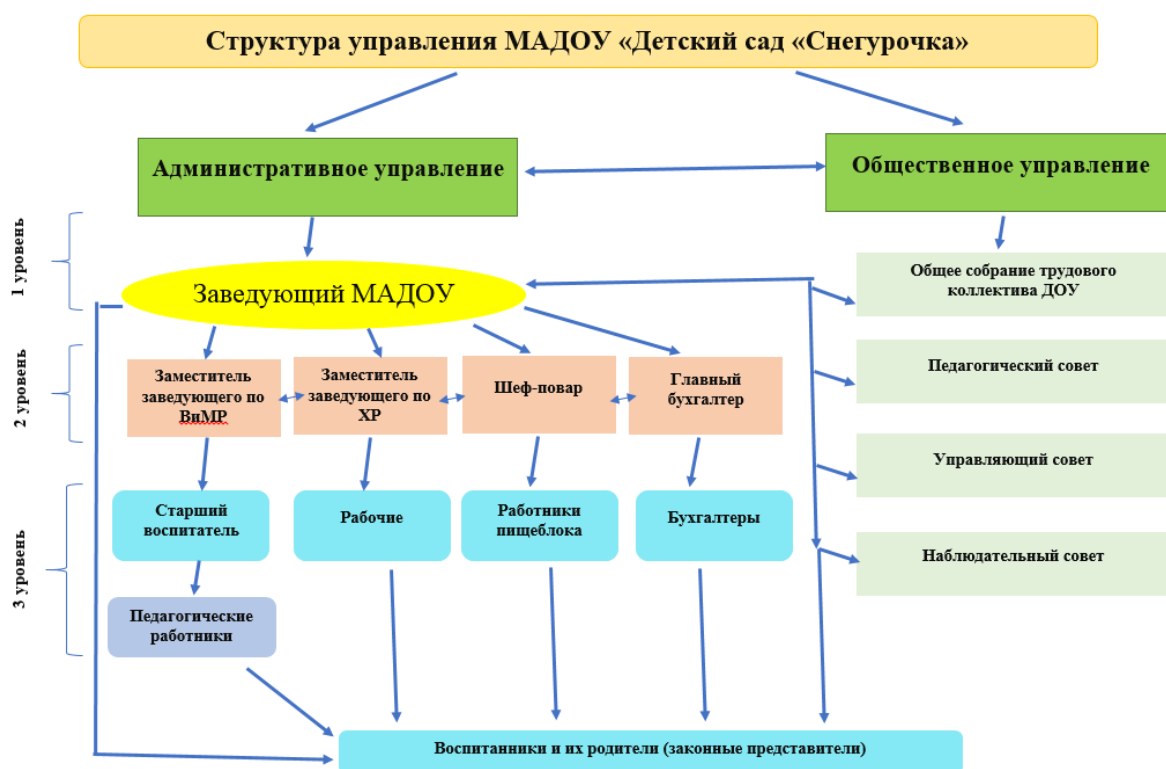 Структура управления МАДОУ «Детский сад «Снегурочка»
Административное управление
Общественное управление
1 уровень
Заведующий МАДОУ
Общее собрание трудового
коллектива ДОУ
2 уровень
Заместитель
заведующего по
ВиМР
Заместитель
заведующего по
ХР
Шеф-повар
Главный
бухгалтер
Педагогический совет
Управляющий совет
3 уровень
Старший
воспитатель
Рабочие
Работники
пищеблока
Бухгалтеры
Наблюдательный совет
Педагогические
работники
Воспитанники и их родители (законные представители)